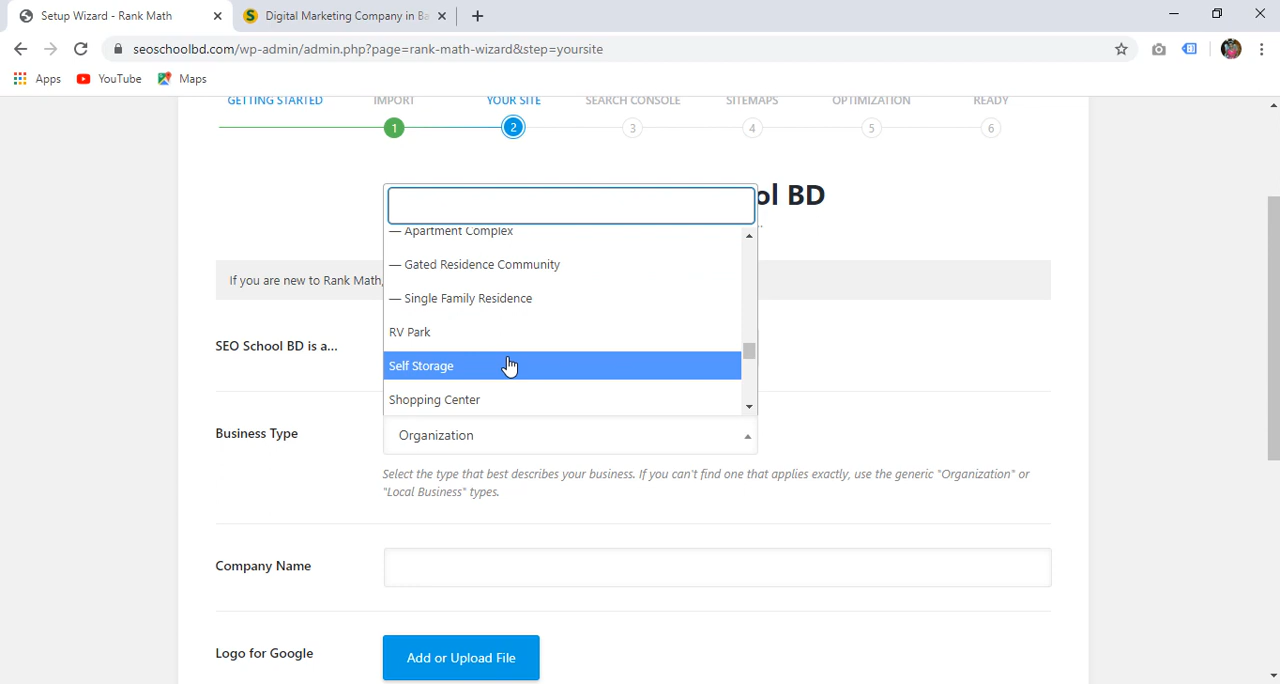 Setup Wizard - Rank Math
Digital Marketing Company in Ba
seoschoolbd.com/wp-admin/admin.php?page=rank-math-wizard&step=yoursite
Apps
YouTube
Maps
GETTING STARTED
IMPORT
YOUR SITE
SEARCH CONSOLE
SITEMAPS
OPTIMIZATION
READY
1
2
3
4
5
6
ol BD
— Apartment Complex
— Gated Residence Community
If you are new to Rank Math,
— Single Family Residence
RV Park
SEO School BD is a...
Self Storage
Shopping Center
Business Type
Organization
Select the type that best describes your business. If you can't find one that applies exactly, use the generic "Organization" or
"Local Business" types.
Company Name
Logo for Google
Add or Upload File